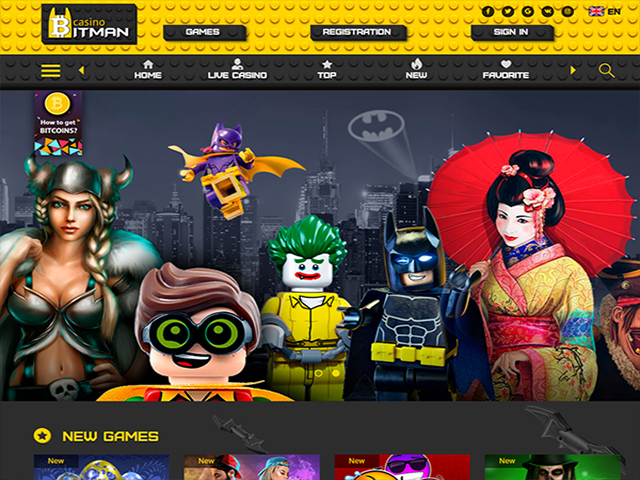 casino
BITMAN
GAMES
REGISTRATION
SIGN IN
EN
HOME
LIVE CASINO
TOP
NEW
FAVORITE
How to get
BITCOINS?
NEW GAMES
New
New
New
New